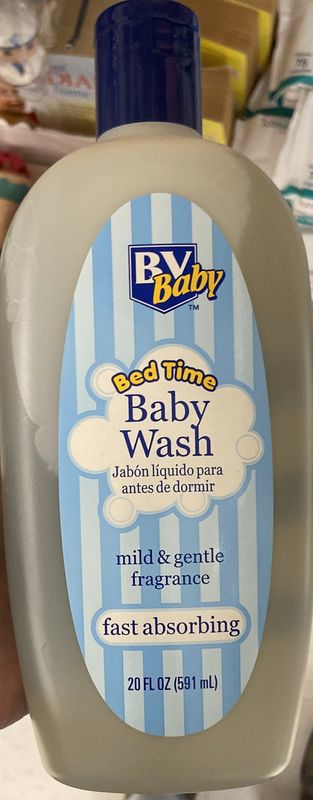 BV
Baby
TM
Bed Time
Baby
Wash
Jabón líquido para
antes de dormir
mild & gentle
fragrance
fast absorbing
20 FL OZ (591 mL)